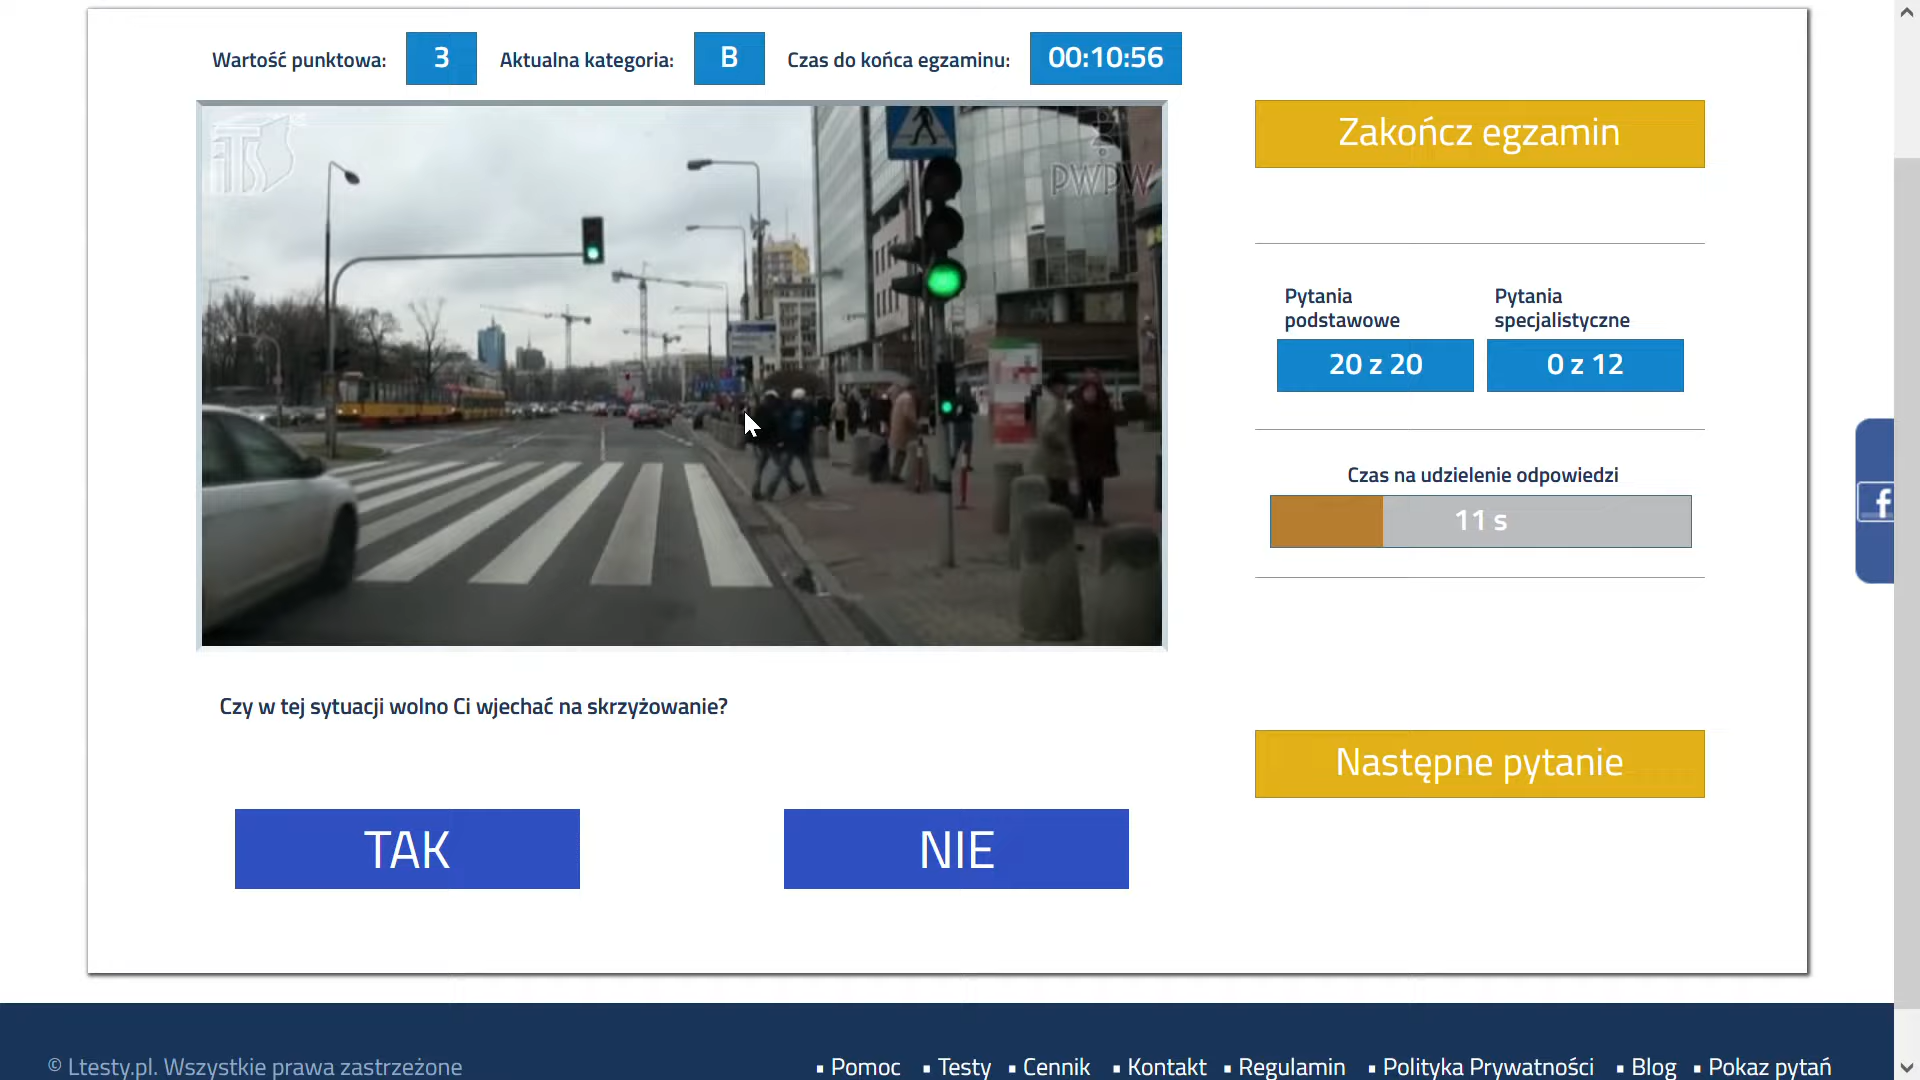 Wartość punktowa: 3 Aktualna kategoria: B Czas do końca egzaminu: 00:10:56
ITS
PWPW
Zakończ egzamin
Pytania podstawowe
20 z 20
Pytania specjalistyczne
0 z 12
Czas na udzielenie odpowiedzi
11 s
Czy w tej sytuacji wolno Ci wjechać na skrzyżowanie?
Następne pytanie
TAK
NIE
f
© Ltesty.pl. Wszystkie prawa zastrzeżone
▪ Pomoc ▪ Testy ▪ Cennik ▪ Kontakt ▪ Regulamin ▪ Polityka Prywatności ▪ Blog ▪ Pokaz pytań